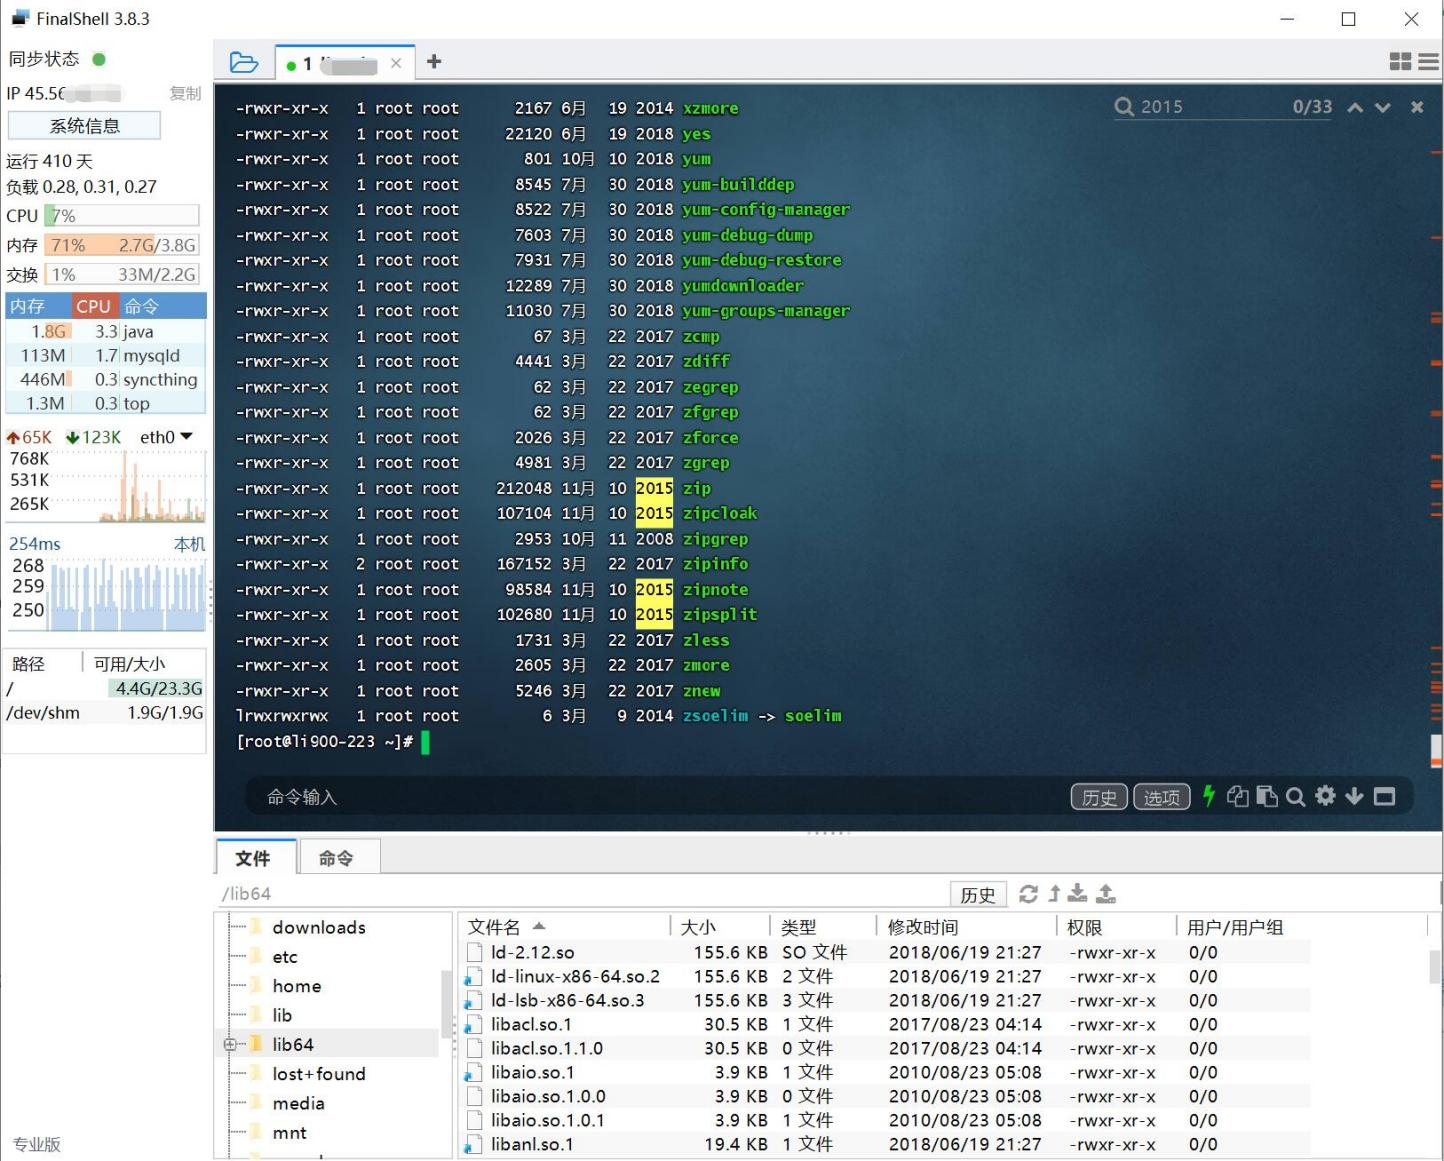 FinalShell 3.8.3
同步状态
IP 45.56
复制
系统信息
运行 410 天
负载 0.28, 0.31, 0.27
CPU 7%
内存 71% 2.7G/3.8G
交换 1% 33M/2.2G
内存 CPU 命令
1.8G 3.3 java
113M 1.7 mysqld
446M 0.3 syncthing
1.3M 0.3 top
65K 123K eth0
768K
531K
265K
254ms 本机
268
259
250
路径 可用/大小
/ 4.4G/23.3G
/dev/shm 1.9G/1.9G
专业版
1
2015 0/33
-rwxr-xr-x 1 root root 2167 6月 19 2014 xzmore
-rwxr-xr-x 1 root root 22120 6月 19 2018 yes
-rwxr-xr-x 1 root root 801 10月 10 2018 yum
-rwxr-xr-x 1 root root 8545 7月 30 2018 yum-builddep
-rwxr-xr-x 1 root root 8522 7月 30 2018 yum-config-manager
-rwxr-xr-x 1 root root 7603 7月 30 2018 yum-debug-dump
-rwxr-xr-x 1 root root 7931 7月 30 2018 yum-debug-restore
-rwxr-xr-x 1 root root 12289 7月 30 2018 yumdownloader
-rwxr-xr-x 1 root root 11030 7月 30 2018 yum-groups-manager
-rwxr-xr-x 1 root root 67 3月 22 2017 zcmp
-rwxr-xr-x 1 root root 4441 3月 22 2017 zdiff
-rwxr-xr-x 1 root root 62 3月 22 2017 zegrep
-rwxr-xr-x 1 root root 62 3月 22 2017 zfgrep
-rwxr-xr-x 1 root root 2026 3月 22 2017 zforce
-rwxr-xr-x 1 root root 4981 3月 22 2017 zgrep
-rwxr-xr-x 1 root root 212048 11月 10 2015 zip
-rwxr-xr-x 1 root root 107104 11月 10 2015 zipcloak
-rwxr-xr-x 1 root root 2953 10月 11 2008 zipgrep
-rwxr-xr-x 2 root root 167152 3月 22 2017 zipinfo
-rwxr-xr-x 1 root root 98584 11月 10 2015 zipnote
-rwxr-xr-x 1 root root 102680 11月 10 2015 zipsplit
-rwxr-xr-x 1 root root 1731 3月 22 2017 zless
-rwxr-xr-x 1 root root 2605 3月 22 2017 zmore
-rwxr-xr-x 1 root root 5246 3月 22 2017 znew
lrwxrwxrwx 1 root root 6 3月 9 2014 zsoelim -> soelim
[root@li900-223 ~]#
命令输入 历史 选项
文件 命令
/lib64 历史
downloads
etc
home
lib
lib64
lost+found
media
mnt
文件名 大小 类型 修改时间 权限 用户/用户组
ld-2.12.so 155.6 KB SO 文件 2018/06/19 21:27 -rwxr-xr-x 0/0
ld-linux-x86-64.so.2 155.6 KB 2 文件 2018/06/19 21:27 -rwxr-xr-x 0/0
ld-lsb-x86-64.so.3 155.6 KB 3 文件 2018/06/19 21:27 -rwxr-xr-x 0/0
libacl.so.1 30.5 KB 1 文件 2017/08/23 04:14 -rwxr-xr-x 0/0
libacl.so.1.1.0 30.5 KB 0 文件 2017/08/23 04:14 -rwxr-xr-x 0/0
libaio.so.1 3.9 KB 1 文件 2010/08/23 05:08 -rwxr-xr-x 0/0
libaio.so.1.0.0 3.9 KB 0 文件 2010/08/23 05:08 -rwxr-xr-x 0/0
libaio.so.1.0.1 3.9 KB 1 文件 2010/08/23 05:08 -rwxr-xr-x 0/0
libanl.so.1 19.4 KB 1 文件 2018/06/19 21:27 -rwxr-xr-x 0/0